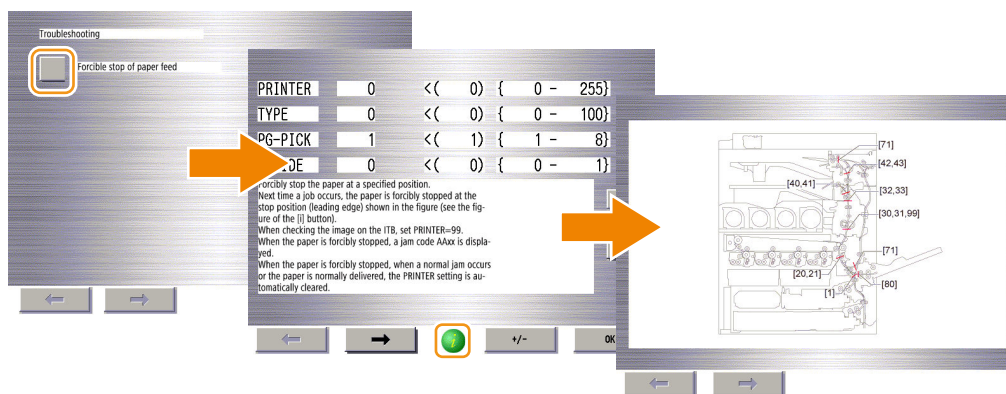 Troubleshooting
Forcible stop of paper feed
PRINTER 0 <( 0) { 0 - 255}
TYPE 0 <( 0) { 0 - 100}
PG-PICK 1 <( 1) { 1 - 8}
IDE 0 <( 0) { 0 - 1}
Forcibly stop the paper at a specified position.
Next time a job occurs, the paper is forcibly stopped at the
stop position (leading edge) shown in the figure (see the fig-
ure of the [i] button).
When checking the image on the ITB, set PRINTER=99.
When the paper is forcibly stopped, a jam code AAxx is displa-
yed.
When the paper is forcibly stopped, when a normal jam occurs
or the paper is normally delivered, the PRINTER setting is au-
tomatically cleared.
i
+/-
OK
[71]
[42,43]
[40,41]
[32,33]
[30,31,99]
[71]
[20,21]
[80]
[1]